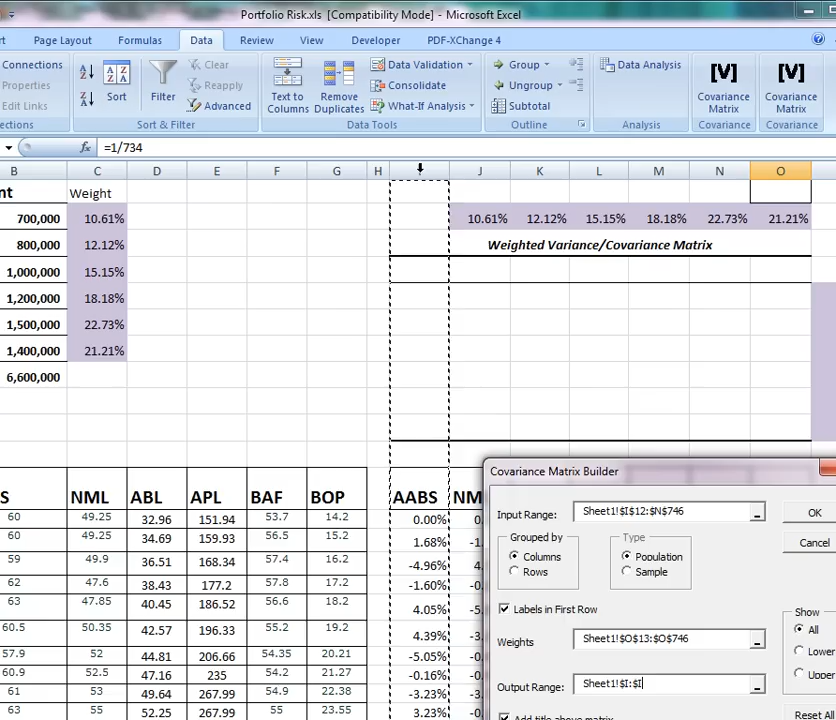 Portfolio Risk.xls [Compatibility Mode] - Microsoft Excel
Page Layout Formulas Data Review View Developer PDF-XChange 4
Connections Clear Data Validation Group Data Analysis [V] [V]
Properties Reapply Consolidate Ungroup
Edit Links Sort Filter Advanced Text to Columns Remove Duplicates What-If Analysis Subtotal Covariance Matrix Covariance Matrix
Sort & Filter Data Tools Outline Analysis Covariance Covariance
fx =1/734
B C D E F G H J K L M N O
Weight
700,000 10.61% 10.61% 12.12% 15.15% 18.18% 22.73% 21.21%
800,000 12.12% Weighted Variance/Covariance Matrix
1,000,000 15.15%
1,200,000 18.18%
1,500,000 22.73%
1,400,000 21.21%
6,600,000
S NML ABL APL BAF BOP AABS NM
60 49.25 32.96 151.94 53.7 14.2 0.00%
60 49.25 34.69 159.93 56.5 15.2 1.68%
59 49.9 36.51 168.34 57.4 16.2 -4.96%
62 47.6 38.43 177.2 57.8 17.2 -1.60%
63 47.85 40.45 186.52 56.6 18.2 4.05%
60.5 50.35 42.57 196.33 55.2 19.2 4.39%
57.9 52 44.81 206.66 54.35 20.21 -5.05%
60.9 52.5 47.16 235 54.2 21.27 -0.16%
61 53 49.64 267.99 54.9 22.38 -3.23%
63 55 52.25 267.99 55 23.55 3.23%
Covariance Matrix Builder
Input Range: Sheet1!$I$12:$N$746 OK
Grouped by Type Cancel
Columns Population
Rows Sample
Labels in First Row Show
Weights Sheet1!$O$13:$O$746 All
Lower
Upper
Output Range: Sheet1!$I:$I
Add title above matrix Reset All